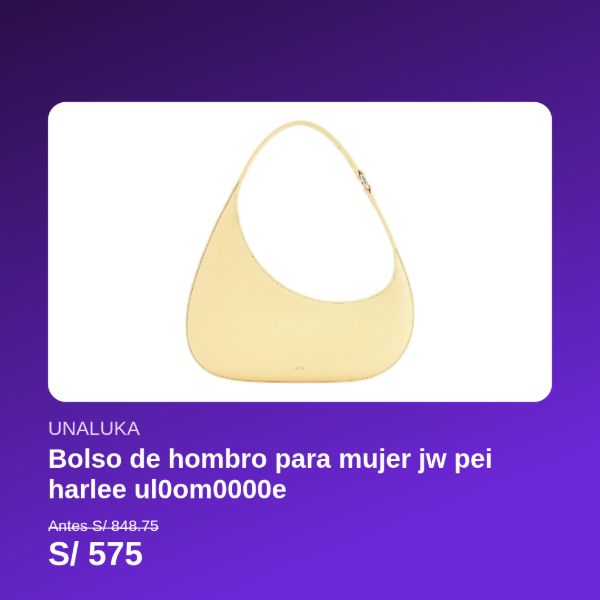 UNALUKA
Bolso de hombro para mujer jw pei
harlee ul0om0000e
Antes S/ 848.75
S/ 575